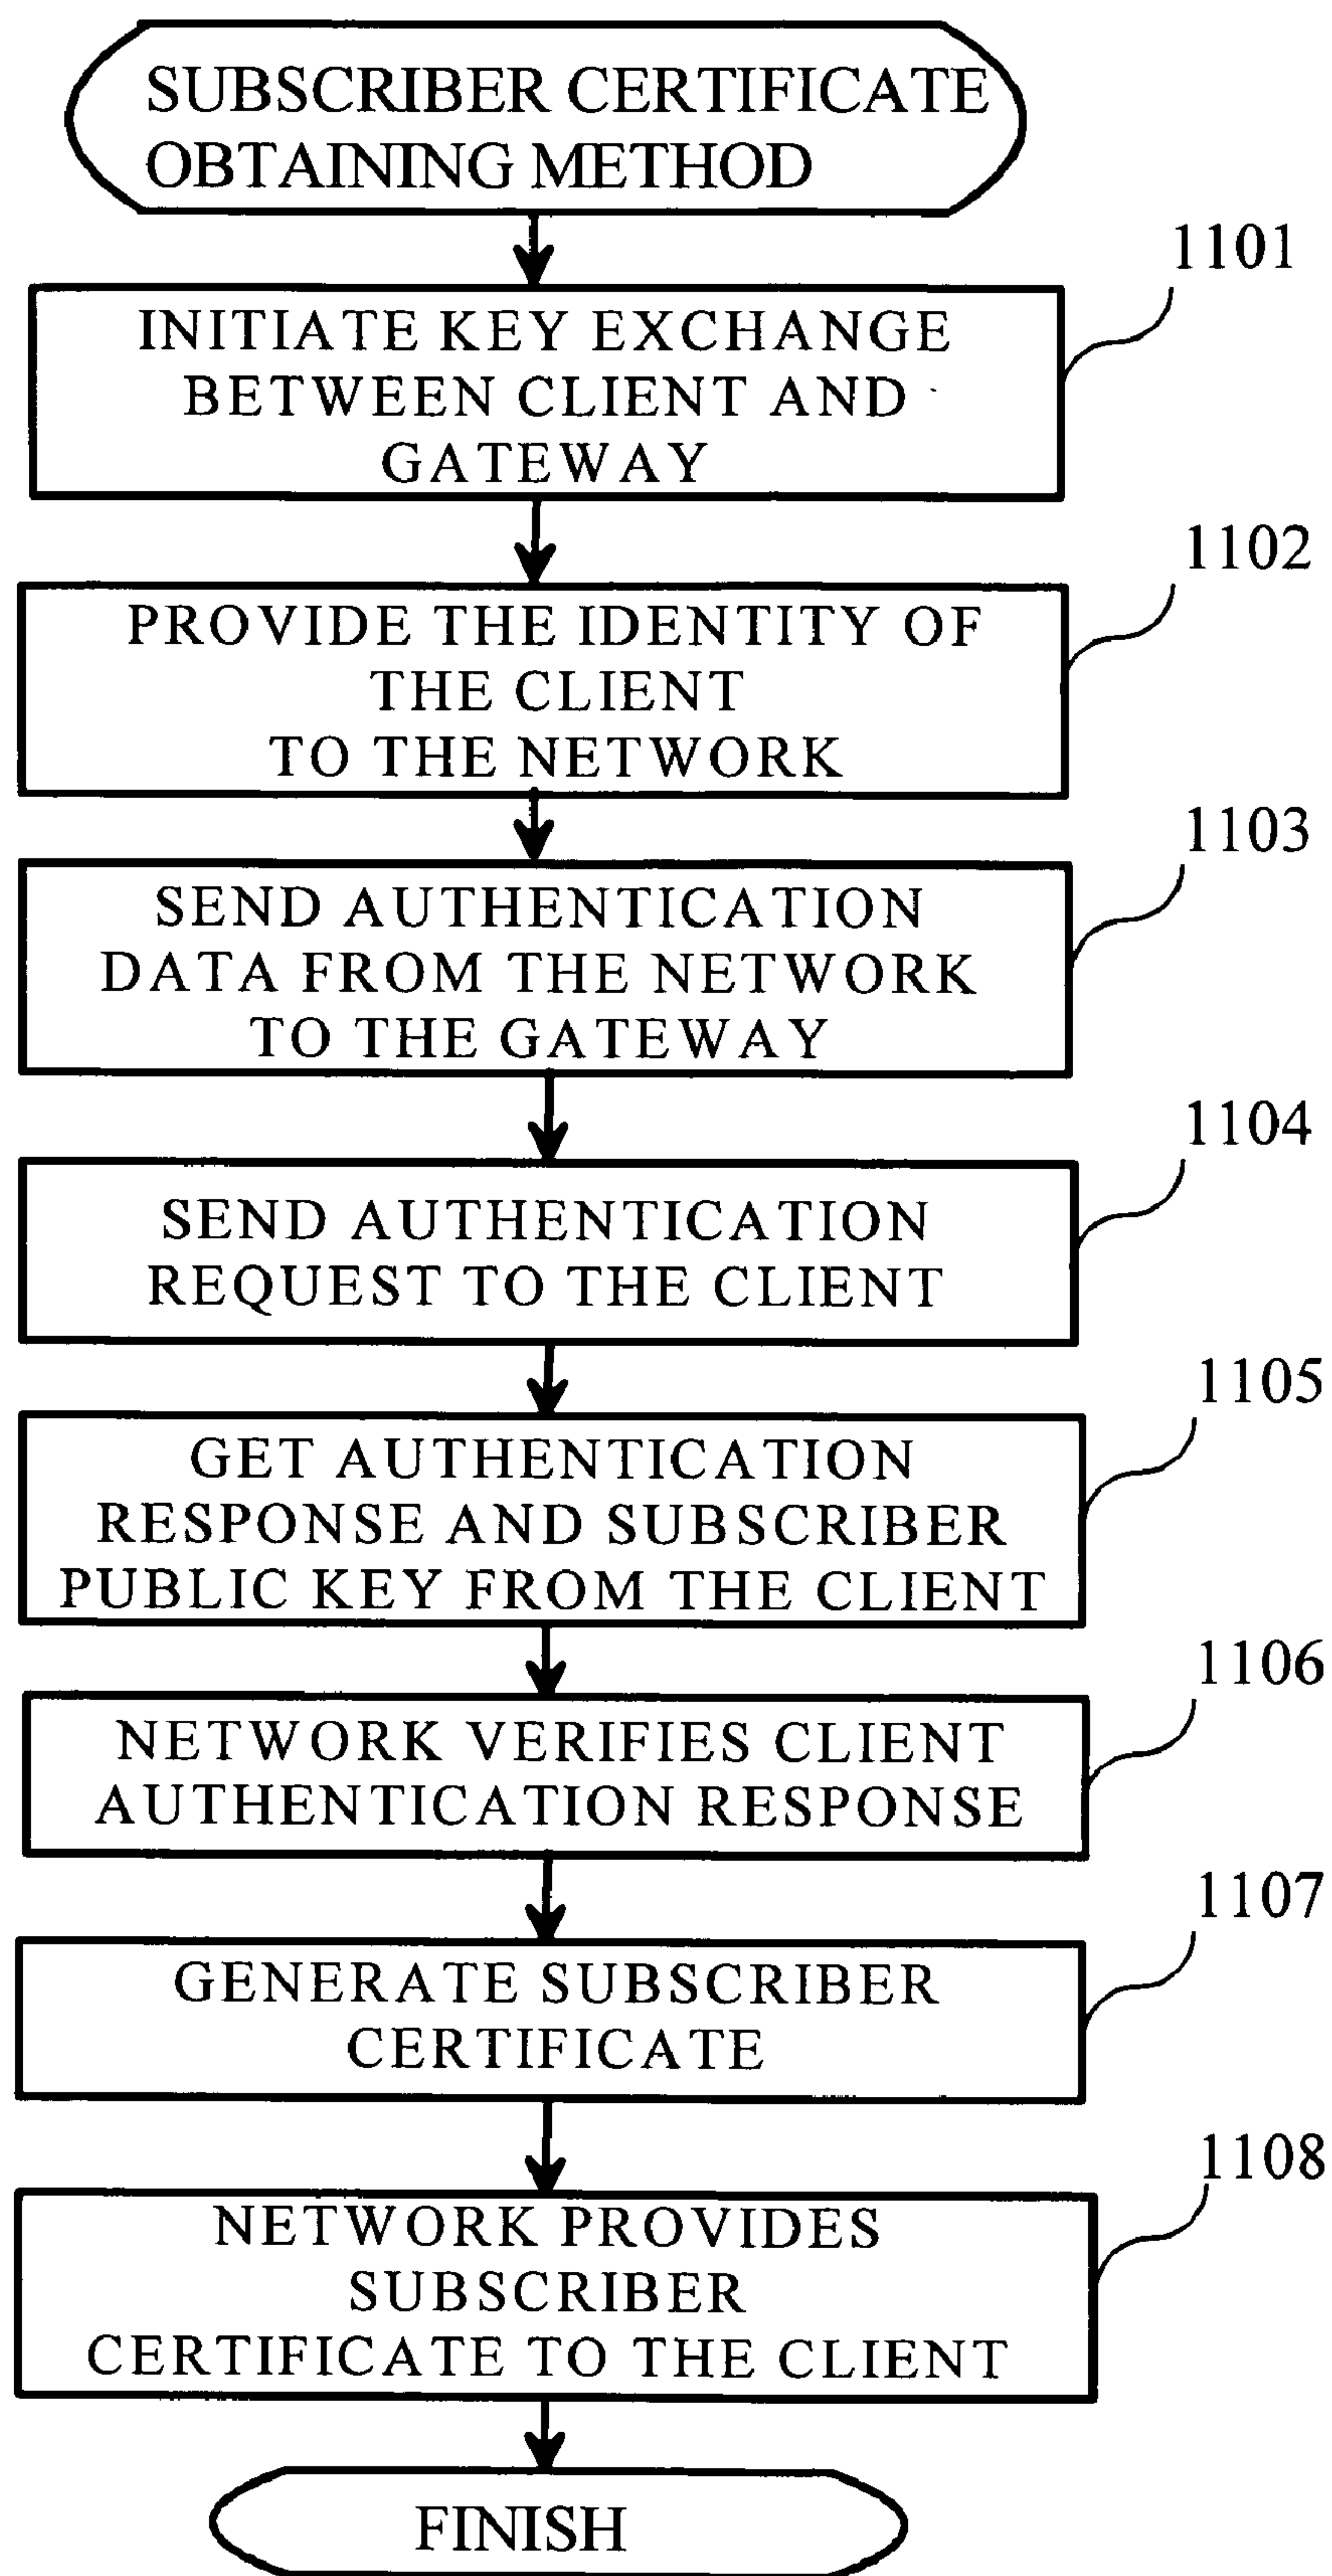 SUBSCRIBER CERTIFICATE
OBTAINING METHOD
1101
INITIATE KEY EXCHANGE
BETWEEN CLIENT AND
GATEWAY
1102
PROVIDE THE IDENTITY OF
THE CLIENT
TO THE NETWORK
1103
SEND AUTHENTICATION
DATA FROM THE NETWORK
TO THE GATEWAY
1104
SEND AUTHENTICATION
REQUEST TO THE CLIENT
1105
GET AUTHENTICATION
RESPONSE AND SUBSCRIBER
PUBLIC KEY FROM THE CLIENT
1106
NETWORK VERIFIES CLIENT
AUTHENTICATION RESPONSE
1107
GENERATE SUBSCRIBER
CERTIFICATE
1108
NETWORK PROVIDES
SUBSCRIBER
CERTIFICATE TO THE CLIENT
FINISH